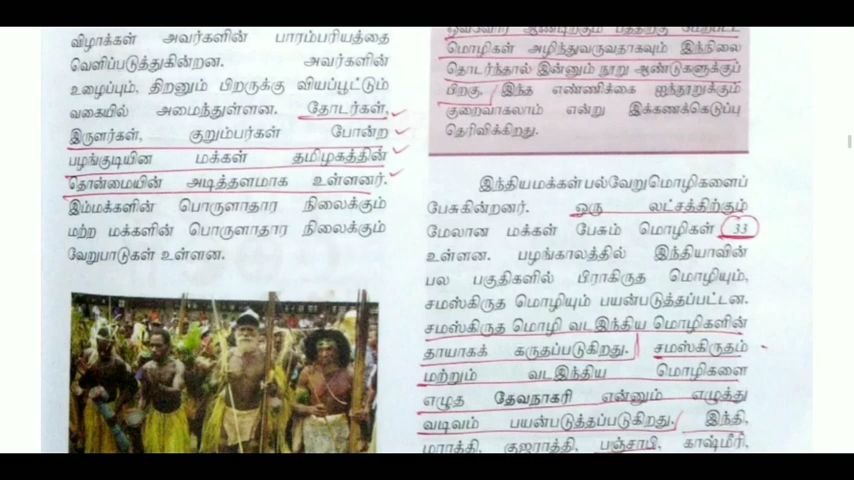 விழாக்கள் அவர்களின் பாரம்பரியத்தை
வெளிப்படுத்துகின்றன. அவர்களின்
உழைப்பும், திறனும் பிறருக்கு வியப்பூட்டும்
வகையில் அமைந்துள்ளன. தோடர்கள்,
இருளர்கள், குறும்பர்கள் போன்ற
பழங்குடியின மக்கள் தமிழகத்தின்
தொன்மையின் அடித்தளமாக உள்ளனர்.
இம்மக்களின் பொருளாதார நிலைக்கும்
மற்ற மக்களின் பொருளாதார நிலைக்கும்
வேறுபாடுகள் உள்ளன.
ஒவ்வோர் ஆண்டிற்கும் பத்திற்கு மேற்பட்ட
மொழிகள் அழிந்துவருவதாகவும் இந்நிலை
தொடர்ந்தால் இன்னும் நூறு ஆண்டுகளுக்குப்
பிறகு, இந்த எண்ணிக்கை ஐந்நூறுக்கும்
குறைவாகலாம் என்று இக்கணக்கெடுப்பு
தெரிவிக்கிறது.
இந்தியமக்கள் பல்வேறு மொழிகளைப்
பேசுகின்றனர். ஒரு லட்சத்திற்கும்
மேலான மக்கள் பேசும் மொழிகள் 33
உள்ளன. பழங்காலத்தில் இந்தியாவின்
பல பகுதிகளில் பிராகிருத மொழியும்,
சமஸ்கிருத மொழியும் பயன்படுத்தப்பட்டன.
சமஸ்கிருத மொழி வடஇந்திய மொழிகளின்
தாயாகக் கருதப்படுகிறது. சமஸ்கிருதம்
மற்றும் வடஇந்திய மொழிகளை
எழுத தேவநாகரி என்னும் எழுத்து
வடிவம் பயன்படுத்தப்படுகிறது. இந்தி,
மராத்தி, குஜராத்தி, பஞ்சாபி, காஷ்மீரி,